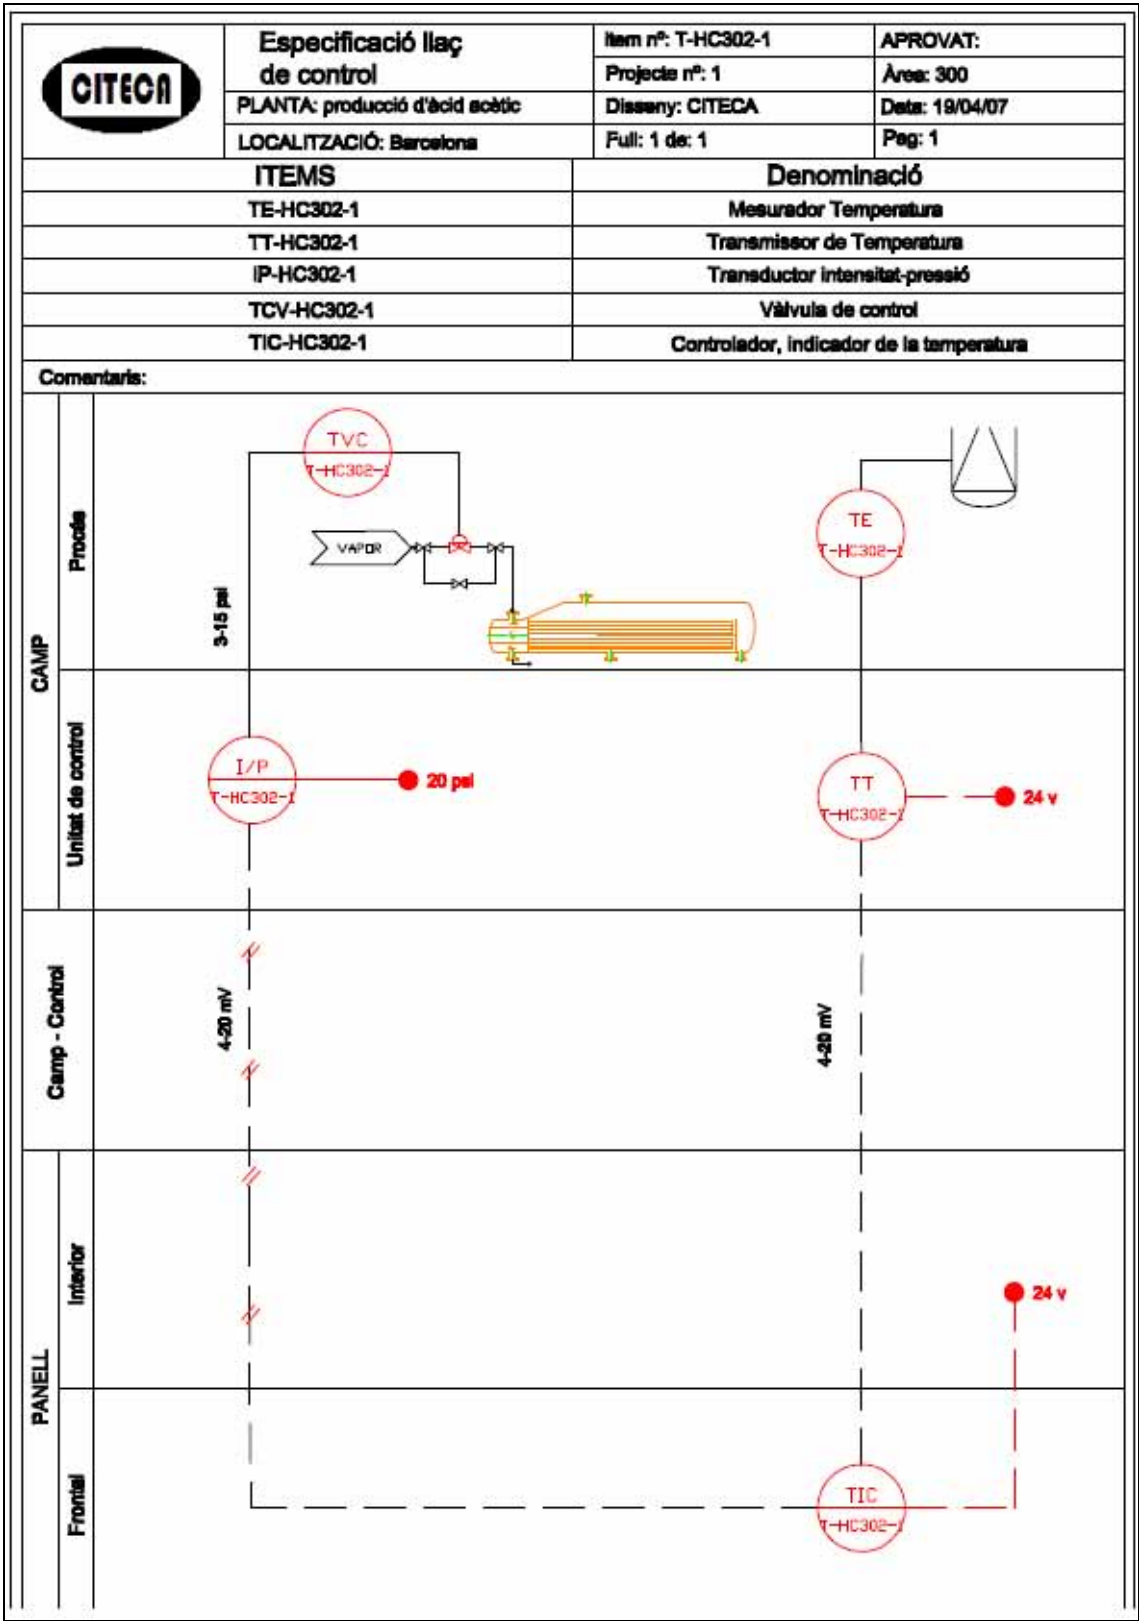 CITECA
Especificació llaç
de control
PLANTA: producció d'àcid acètic
LOCALITZACIÓ: Barcelona
Item nº: T-HC302-1
Projecte nº: 1
Disseny: CITECA
Full: 1 de: 1
APROVAT:
Àrea: 300
Data: 19/04/07
Pag: 1
ITEMS
Denominació
TE-HC302-1
Mesurador Temperatura
TT-HC302-1
Transmissor de Temperatura
IP-HC302-1
Transductor intensitat-pressió
TCV-HC302-1
Vàlvula de control
TIC-HC302-1
Controlador, indicador de la temperatura
Comentaris:
CAMP
Procés
TVC
T-HC302-1
VAPOR
3-15 psi
TE
T-HC302-1
Unitat de control
I/P
T-HC302-1
20 psi
TT
T-HC302-1
24 v
Camp - Control
4-20 mV
4-20 mV
PANELL
Interior
24 v
Frontal
TIC
T-HC302-1